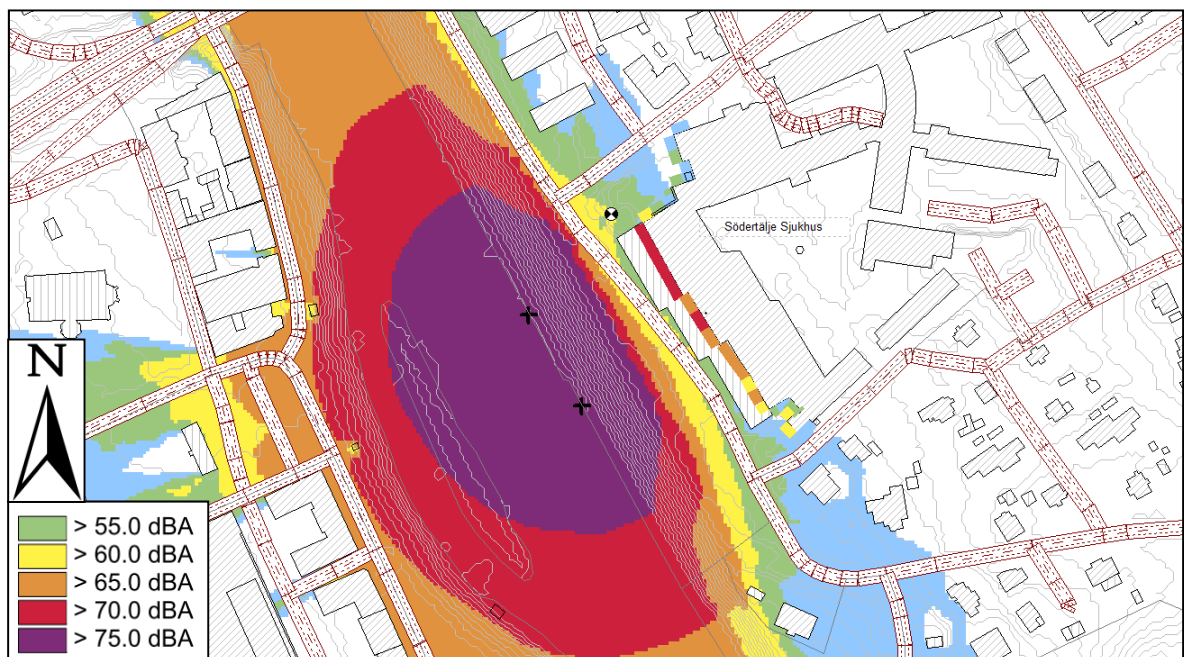 Södertälje Sjukhus
N
> 55.0 dBA
> 60.0 dBA
> 65.0 dBA
> 70.0 dBA
> 75.0 dBA